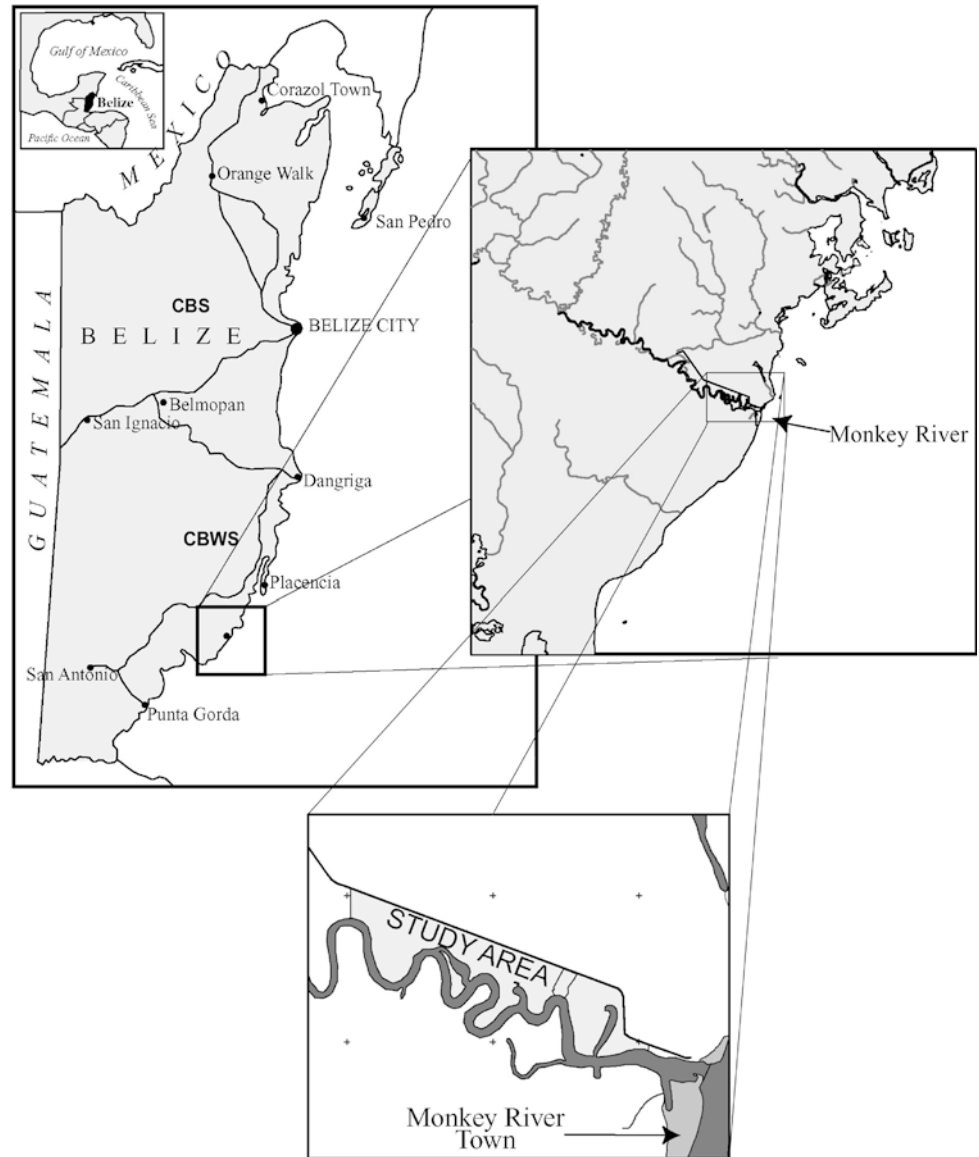 Gulf of Mexico
Caribbean Sea
Belize
Pacific Ocean
MEXICO
Corazol Town
Orange Walk
San Pedro
CBS
BELIZE
BELIZE CITY
GUATEMALA
Belmopan
San Ignacio
Dangriga
CBWS
Placencia
San Antonio
Punta Gorda
Monkey River
STUDY AREA
Monkey River
Town